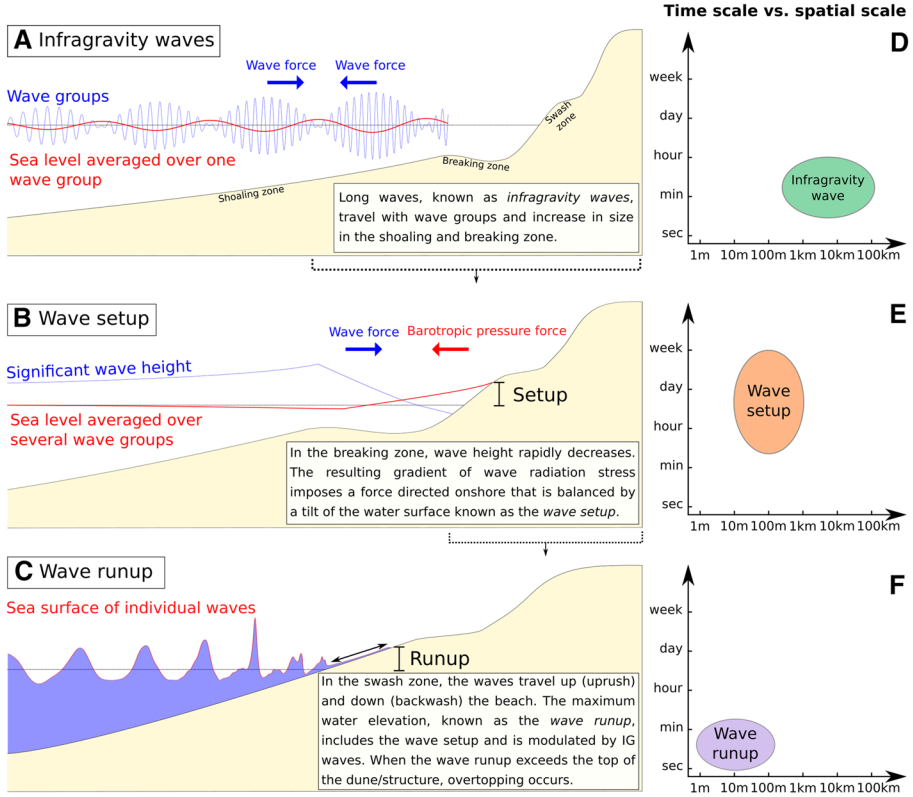 Time scale vs. spatial scale
A Infragravity waves
Wave force
Wave force
Wave groups
Sea level averaged over one
wave group
Shoaling zone
Breaking zone
Swash
zone
Long waves, known as infragravity waves,
travel with wave groups and increase in size
in the shoaling and breaking zone.
D
week
day
hour
min
sec
Infragravity
wave
1m 10m 100m 1km 10km 100km
B Wave setup
Wave force
Barotropic pressure force
Significant wave height
Setup
Sea level averaged over
several wave groups
In the breaking zone, wave height rapidly decreases.
The resulting gradient of wave radiation stress
imposes a force directed onshore that is balanced by
a tilt of the water surface known as the wave setup.
E
week
day
hour
min
sec
Wave
setup
1m 10m 100m 1km 10km 100km
C Wave runup
Sea surface of individual waves
Runup
In the swash zone, the waves travel up (uprush)
and down (backwash) the beach. The maximum
water elevation, known as the wave runup,
includes the wave setup and is modulated by IG
waves. When the wave runup exceeds the top of
the dune/structure, overtopping occurs.
F
week
day
hour
min
sec
Wave
runup
1m 10m 100m 1km 10km 100km